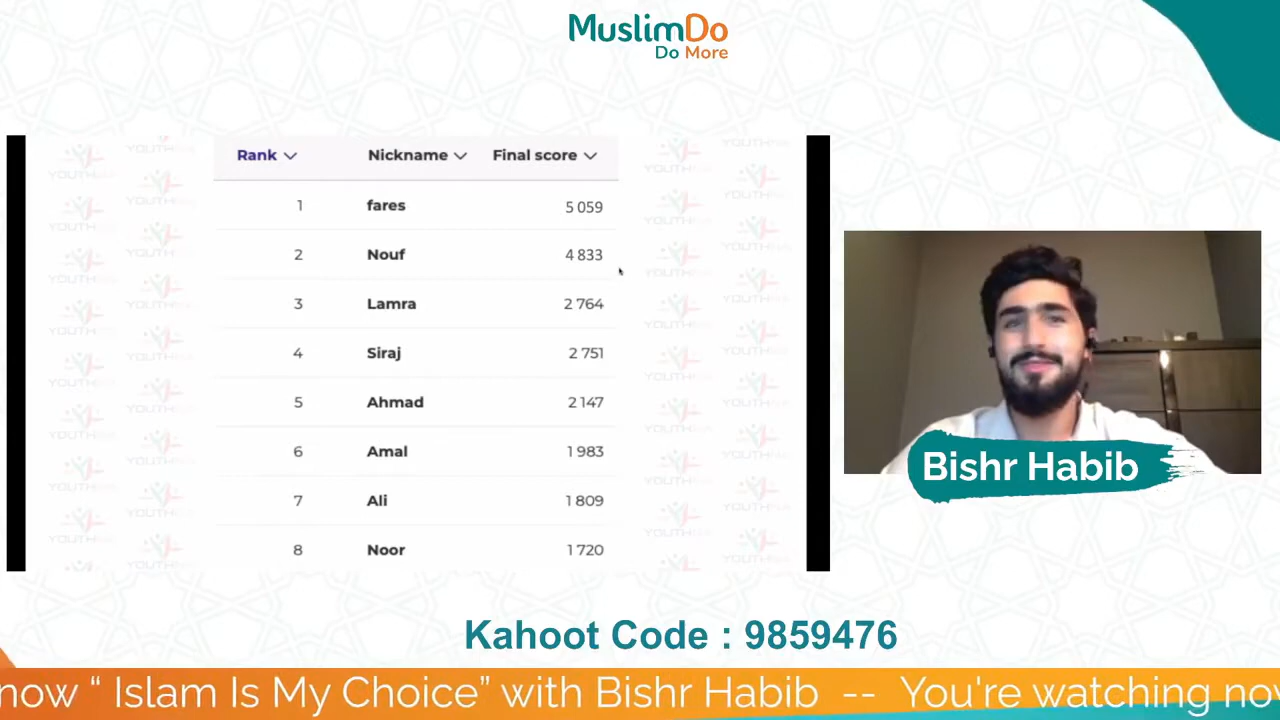 MuslimDo
Do More
Rank Nickname Final score
1 fares 5 059
2 Nouf 4 833
3 Lamra 2 764
4 Siraj 2 751
5 Ahmad 2 147
6 Amal 1 983
7 Ali 1 809
8 Noor 1 720
Bishr Habib
Kahoot Code : 9859476
now “ Islam Is My Choice” with Bishr Habib -- You're watching now